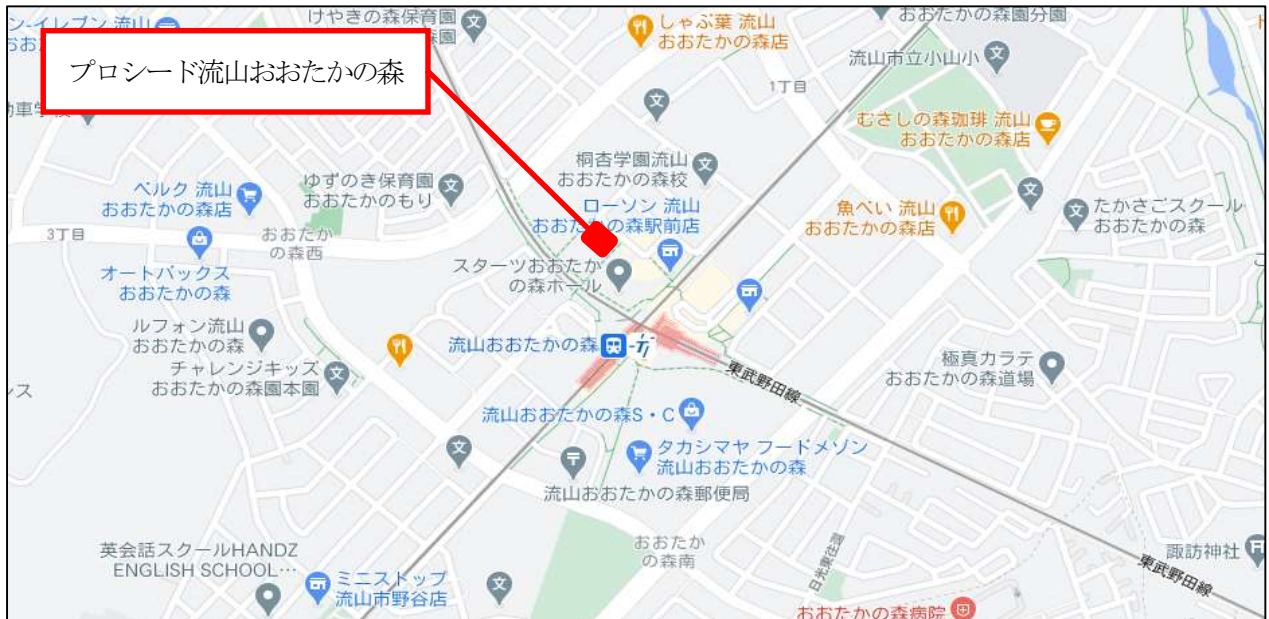 ン-イレブン 流山
けやきの森保育園
しゃぶ葉 流山
おおたかの森店
おおたかの森園分園
流山市立小山小
プロシード流山おおたかの森
1丁目
むさしの森珈琲 流山
おおたかの森店
桐杏学園流山
おおたかの森校
ベルク 流山
おおたかの森店
ゆずのき保育園
おおたかのもり
ローソン 流山
おおたかの森駅前店
魚べい 流山
おおたかの森店
たかさごスクール
おおたかの森
3丁目
おおたか
の森西
オートバックス
おおたかの森
スターツおおたか
の森ホール
ルフォン流山
おおたかの森
流山おおたかの森
チャレンジキッズ
おおたかの森園本園
東武野田線
極真カラテ
おおたかの森道場
流山おおたかの森S・C
タカシマヤ フードメゾン
流山おおたかの森
流山おおたかの森郵便局
おおたか
の森南
日光東往還
英会話スクールHANDZ
ENGLISH SCHOOL…
ミニストップ
流山市野谷店
諏訪神社
東武野田線
おおたかの森病院